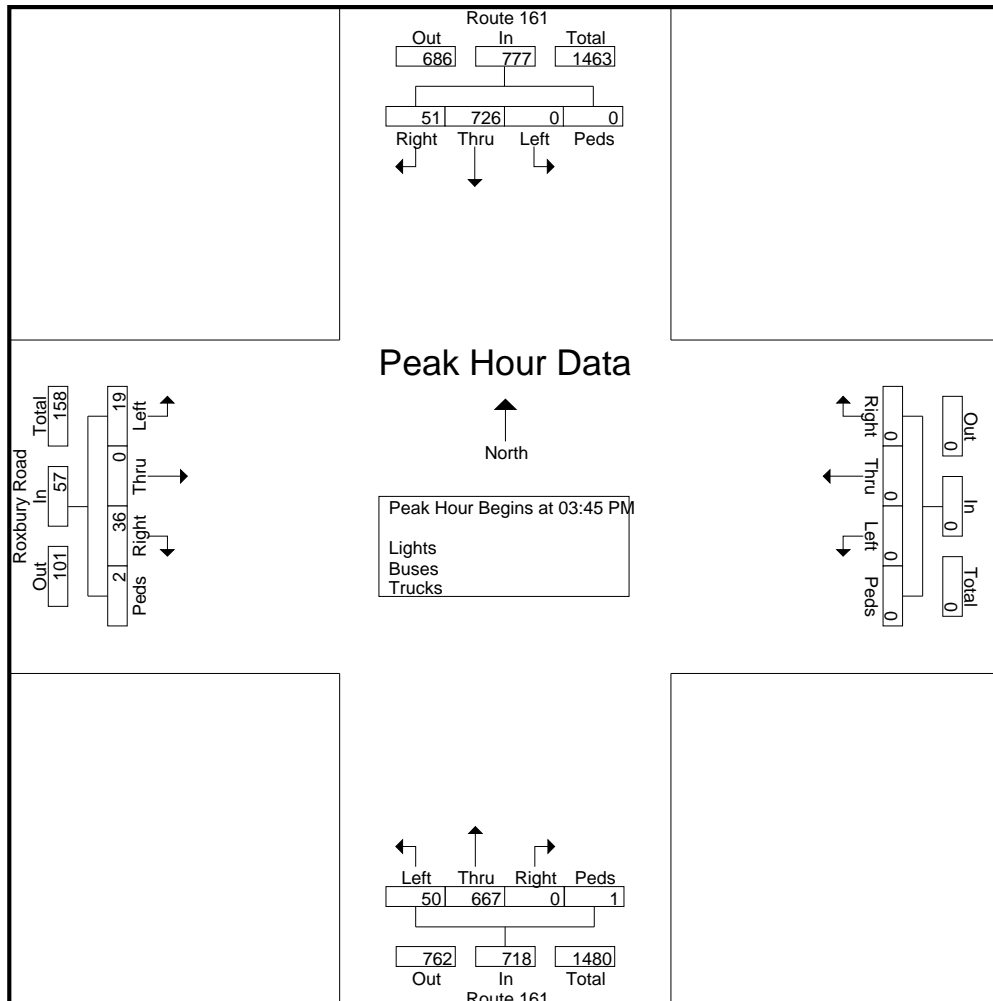 Route 161
Out In Total
686 777 1463
51 726 0 0
Right Thru Left Peds
Peak Hour Data
North
Peak Hour Begins at 03:45 PM
Lights
Buses
Trucks
Roxbury Road
Out In Total
101 57 158
19 0 36 2
Left Thru Right Peds
Right Thru Left Peds
0 0 0 0
Out In Total
0 0 0
Left Thru Right Peds
50 667 0 1
762 718 1480
Out In Total
Route 161